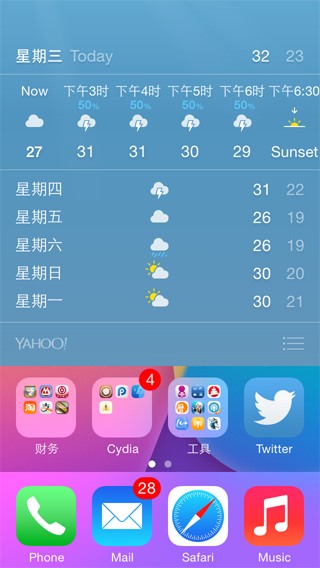 星期三 Today 32 23
Now 下午3时 下午4时 下午5时 下午6时 下午6:30
50% 50% 50% 50%
27 31 31 30 29 Sunset
星期四 31 22
星期五 26 19
星期六 26 19
星期日 30 20
星期一 30 21
YAHOO!
4
财务 Cydia 工具 Twitter
28
Phone Mail Safari Music